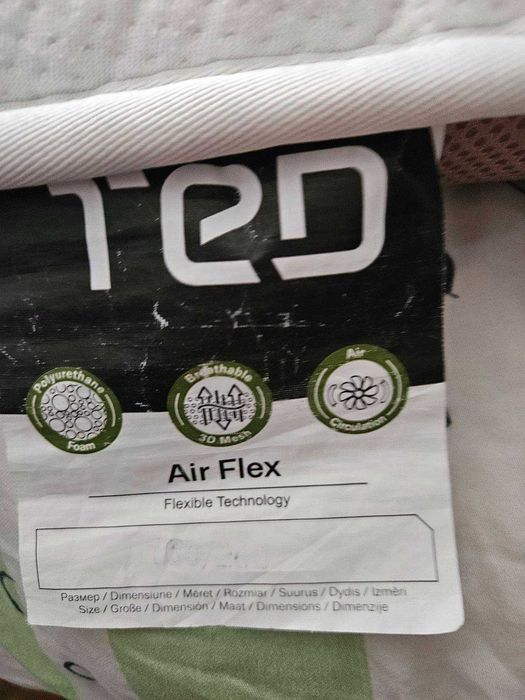 TED
Polyurethane
Foam
Breathable
3D Mesh
Air
Circulation
Air Flex
Flexible Technology
Размер / Dimensiune / Méret / Rozmiar / Suurus / Dydis / Izmēri
Size / Große / Dimensión / Maat / Dimensions / Dimenzije